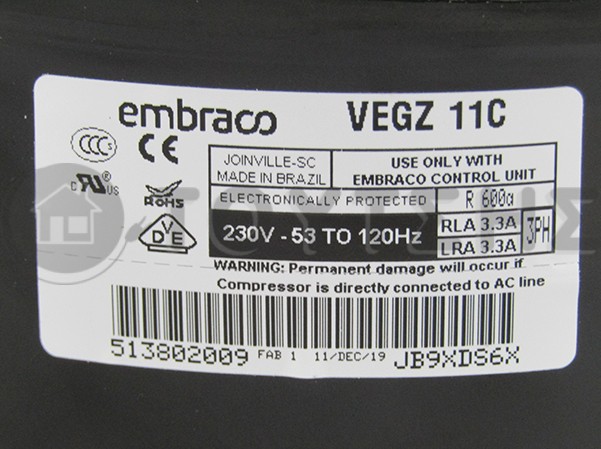 embraco VEGZ 11C
CCC CE
JOINVILLE-SC
MADE IN BRAZIL
USE ONLY WITH
EMBRACO CONTROL UNIT
c RU ® US
ROHS
ELECTRONICALLY PROTECTED R 600a
VDE
230V - 53 TO 120Hz
RLA 3.3A
LRA 3.3A
3PH
WARNING: Permanent damage will occur if
Compressor is directly connected to AC line
513802009 FAB 1 11/DEC/19 JB9XDS6X